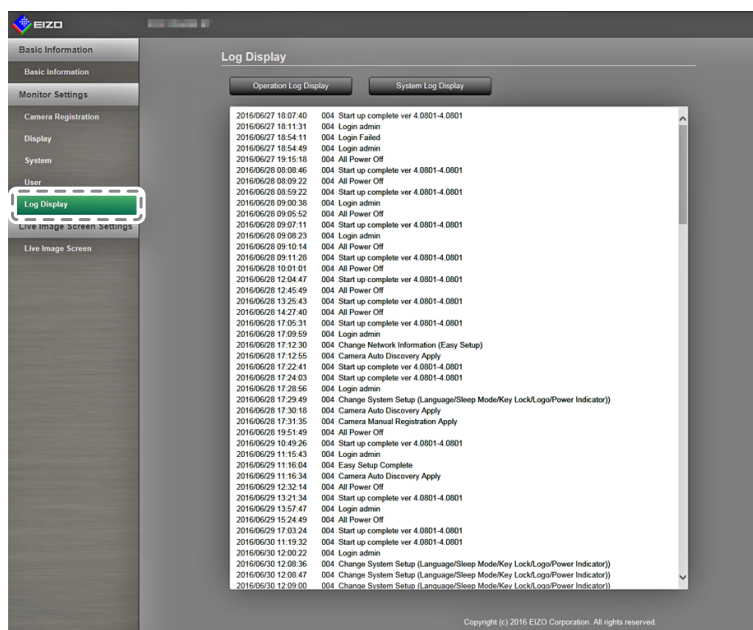 EIZO
Basic Information
Basic Information
Monitor Settings
Camera Registration
Display
System
User
Log Display
Live Image Screen Settings
Live Image Screen
Log Display
Operation Log Display
System Log Display
2016/06/27 18:07:40 004 Start up complete ver 4.0801-4.0801
2016/06/27 18:11:31 004 Login admin
2016/06/27 18:54:11 004 Login Failed
2016/06/27 18:54:49 004 Login admin
2016/06/27 19:15:18 004 All Power Off
2016/06/28 08:08:46 004 Start up complete ver 4.0801-4.0801
2016/06/28 08:09:22 004 All Power Off
2016/06/28 08:59:22 004 Start up complete ver 4.0801-4.0801
2016/06/28 09:00:38 004 Login admin
2016/06/28 09:05:52 004 All Power Off
2016/06/28 09:07:11 004 Start up complete ver 4.0801-4.0801
2016/06/28 09:08:23 004 Login admin
2016/06/28 09:10:14 004 All Power Off
2016/06/28 09:11:28 004 Start up complete ver 4.0801-4.0801
2016/06/28 10:01:01 004 All Power Off
2016/06/28 12:04:47 004 Start up complete ver 4.0801-4.0801
2016/06/28 12:45:49 004 All Power Off
2016/06/28 13:25:43 004 Start up complete ver 4.0801-4.0801
2016/06/28 14:27:40 004 All Power Off
2016/06/28 17:05:31 004 Start up complete ver 4.0801-4.0801
2016/06/28 17:09:59 004 Login admin
2016/06/28 17:12:30 004 Change Network Information (Easy Setup)
2016/06/28 17:12:55 004 Camera Auto Discovery Apply
2016/06/28 17:22:41 004 Start up complete ver 4.0801-4.0801
2016/06/28 17:24:03 004 Start up complete ver 4.0801-4.0801
2016/06/28 17:28:56 004 Login admin
2016/06/28 17:29:49 004 Change System Setup (Language/Sleep Mode/Key Lock/Logo/Power Indicator))
2016/06/28 17:30:18 004 Camera Auto Discovery Apply
2016/06/28 17:31:35 004 Camera Manual Registration Apply
2016/06/28 19:51:49 004 All Power Off
2016/06/29 10:49:26 004 Start up complete ver 4.0801-4.0801
2016/06/29 11:15:43 004 Login admin
2016/06/29 11:16:04 004 Easy Setup Complete
2016/06/29 11:16:34 004 Camera Auto Discovery Apply
2016/06/29 12:32:14 004 All Power Off
2016/06/29 13:21:34 004 Start up complete ver 4.0801-4.0801
2016/06/29 13:57:47 004 Login admin
2016/06/29 15:24:49 004 All Power Off
2016/06/29 17:03:24 004 Start up complete ver 4.0801-4.0801
2016/06/30 11:19:32 004 Start up complete ver 4.0801-4.0801
2016/06/30 12:00:22 004 Login admin
2016/06/30 12:08:36 004 Change System Setup (Language/Sleep Mode/Key Lock/Logo/Power Indicator))
2016/06/30 12:08:47 004 Change System Setup (Language/Sleep Mode/Key Lock/Logo/Power Indicator))
2016/06/30 12:09:00 004 Change System Setup (Language/Sleep Mode/Key Lock/Logo/Power Indicator))
Copyright (c) 2016 EIZO Corporation. All rights reserved.